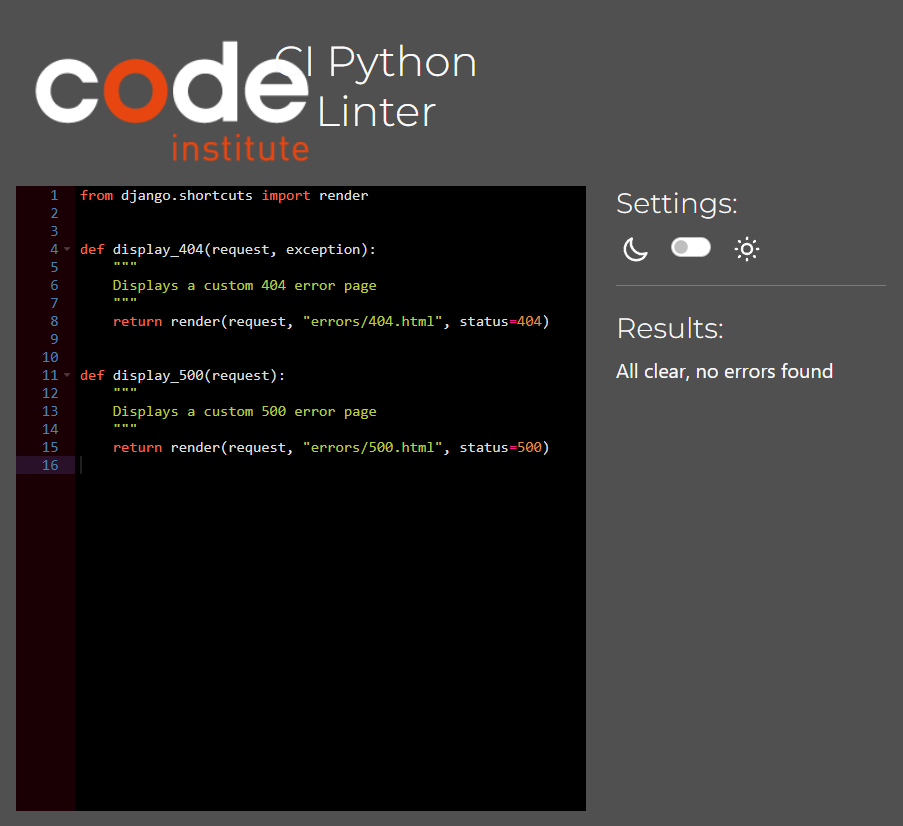 code
institute
CI Python
Linter
1 from django.shortcuts import render
2
3
4 def display_404(request, exception):
5     """
6     Displays a custom 404 error page
7     """
8     return render(request, "errors/404.html", status=404)
9
10
11 def display_500(request):
12     """
13     Displays a custom 500 error page
14     """
15     return render(request, "errors/500.html", status=500)
16
Settings:
Results:
All clear, no errors found